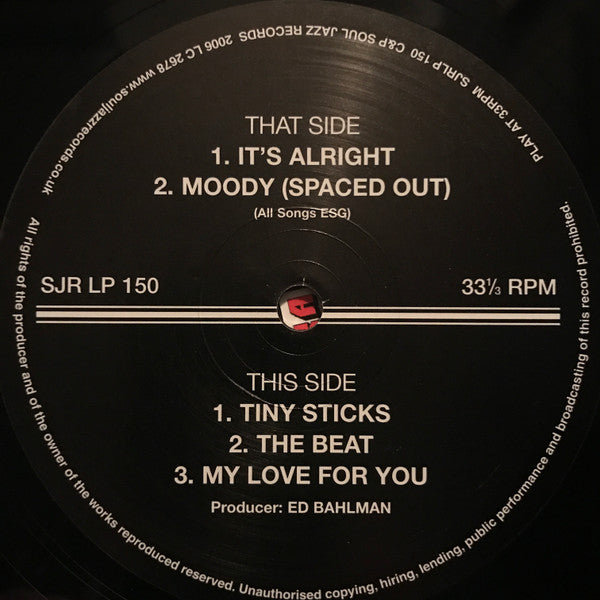 PLAY AT 33RPM SJRLP 150 C&P SOUL JAZZ RECORDS 2006 LC 2678 www.souljazzrecords.co.uk
THAT SIDE
1. IT'S ALRIGHT
2. MOODY (SPACED OUT)
(All Songs ESG)
SJR LP 150
33⅓ RPM
THIS SIDE
1. TINY STICKS
2. THE BEAT
3. MY LOVE FOR YOU
Producer: ED BAHLMAN
All rights of the producer and of the owner of the works reproduced reserved. Unauthorised copying, hiring, lending, public performance and broadcasting of this record prohibited.